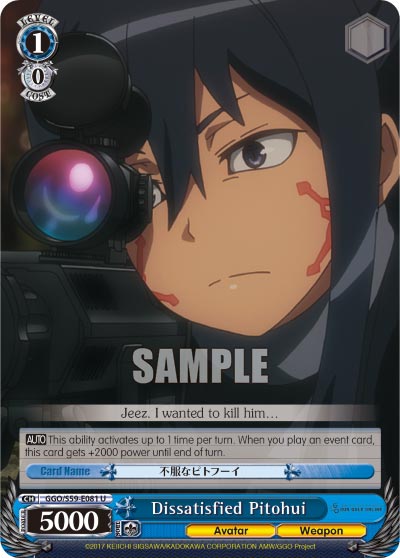 LEVEL
1
0
COST
SAMPLE
Jeez. I wanted to kill him…
AUTO This ability activates up to 1 time per turn. When you play an event card,
this card gets +2000 power until end of turn.
Card Name 不服なピトフーイ
CH GGO/S59-E081 U
POWER 5000
Dissatisfied Pitohui
Avatar Weapon
©2017 KEIICHI SIGSAWA/KADOKAWA CORPORATION AMW/GGO Project